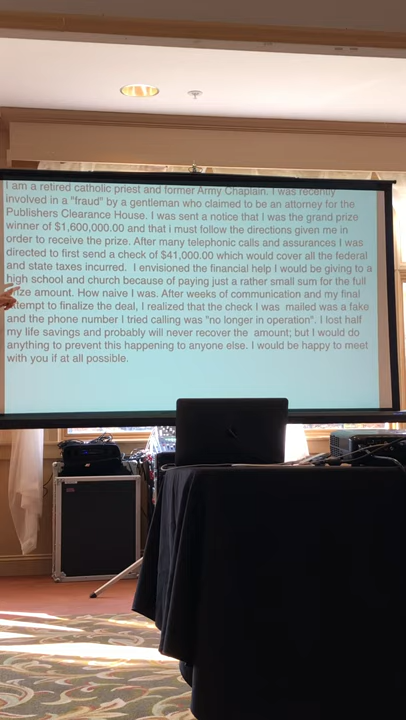 I am a retired catholic priest and former Army Chaplain. I was recently
involved in a "fraud" by a gentleman who claimed to be an attorney for the
Publishers Clearance House. I was sent a notice that I was the grand prize
winner of $1,600,000.00 and that i must follow the directions given me in
order to receive the prize. After many telephonic calls and assurances I was
directed to first send a check of $41,000.00 which would cover all the federal
and state taxes incurred. I envisioned the financial help I would be giving to a
high school and church because of paying just a rather small sum for the full
prize amount. How naive I was. After weeks of communication and my final
attempt to finalize the deal, I realized that the check I was mailed was a fake
and the phone number I tried calling was "no longer in operation". I lost half
my life savings and probably will never recover the amount; but I would do
anything to prevent this happening to anyone else. I would be happy to meet
with you if at all possible.